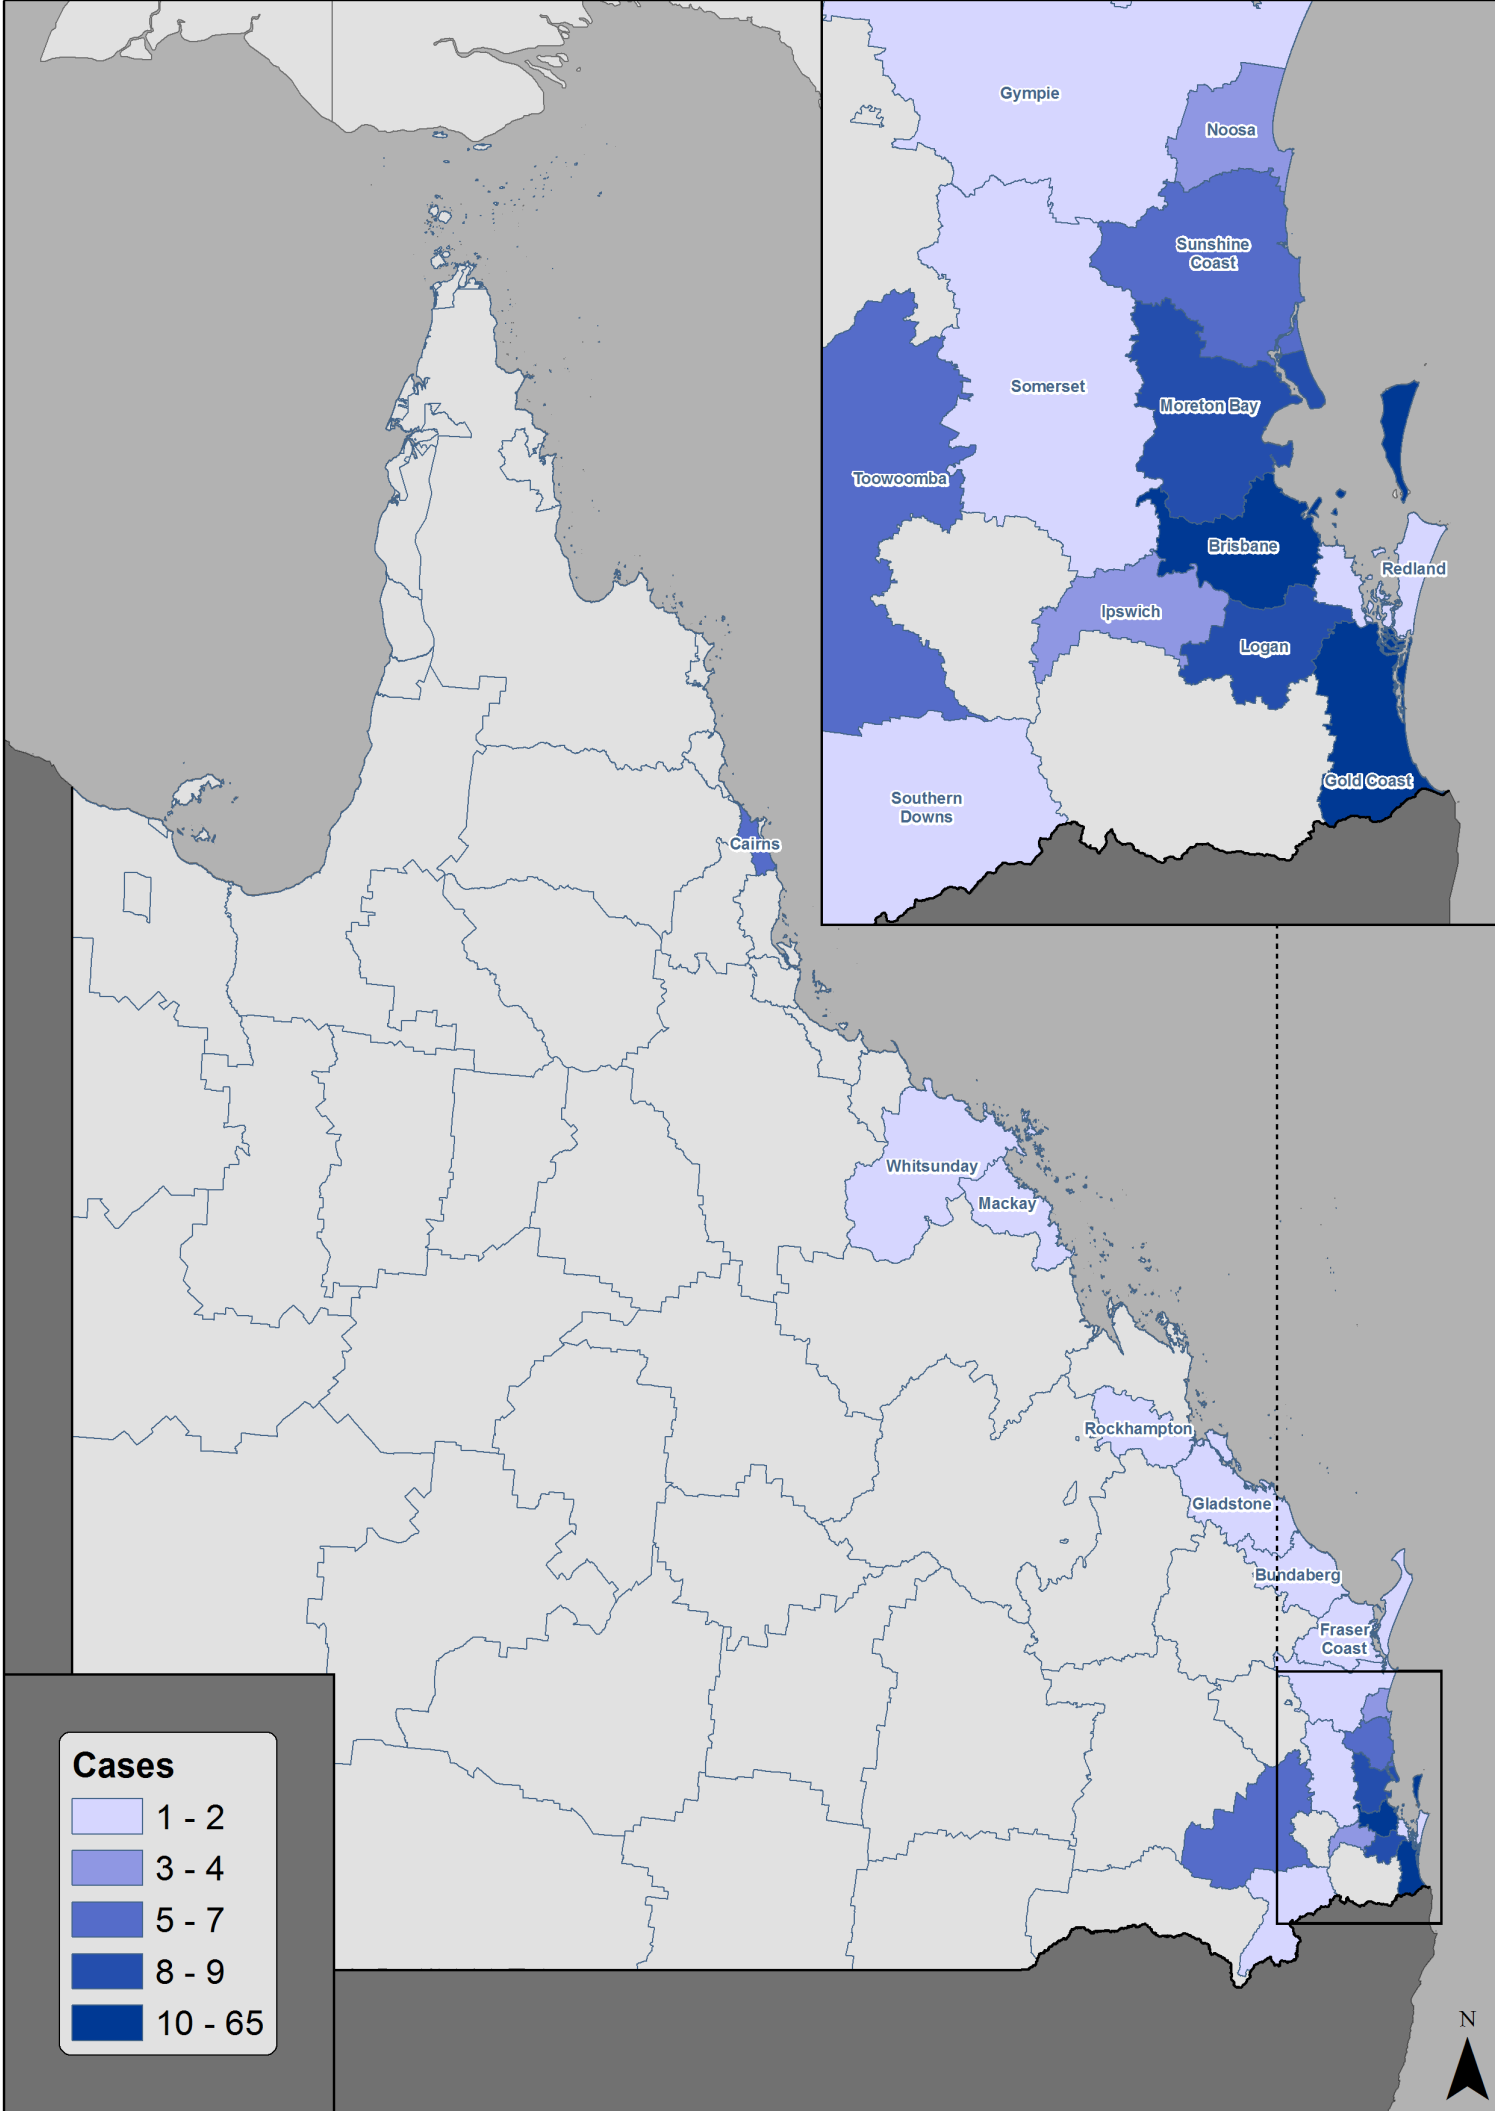 Gympie
Noosa
Sunshine
Coast
Somerset
Moreton Bay
Toowoomba
Brisbane
Redland
Ipswich
Logan
Gold Coast
Southern
Downs
Cairns
Whitsunday
Mackay
Rockhampton
Gladstone
Bundaberg
Fraser
Coast
Cases
1 - 2
3 - 4
5 - 7
8 - 9
10 - 65
N